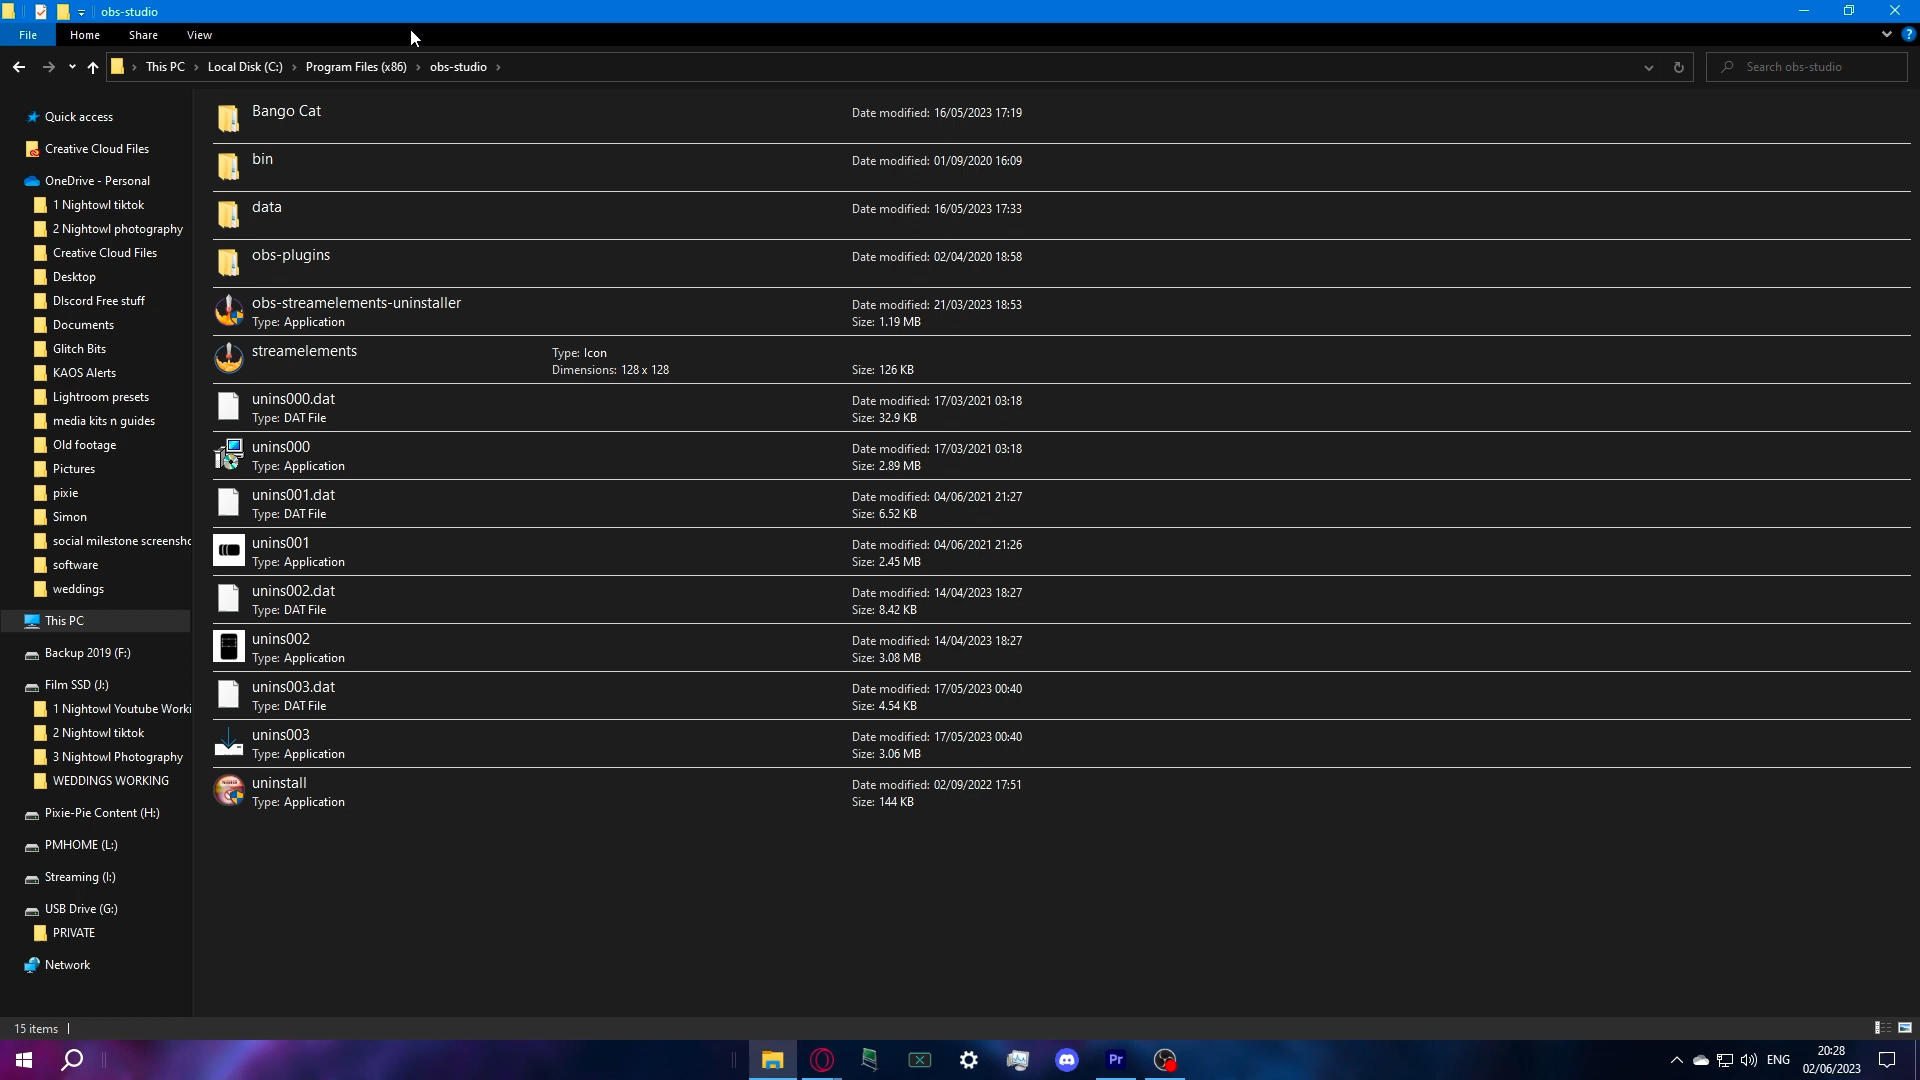 obs-studio
File Home Share View
This PC Local Disk (C:) Program Files (x86) obs-studio Search obs-studio
Quick access
Creative Cloud Files
OneDrive - Personal
1 Nightowl tiktok
2 Nightowl photography
Creative Cloud Files
Desktop
DIscord Free stuff
Documents
Glitch Bits
KAOS Alerts
Lightroom presets
media kits n guides
Old footage
Pictures
pixie
Simon
social milestone screensho
software
weddings
This PC
Backup 2019 (F:)
Film SSD (J:)
1 Nightowl Youtube Worki
2 Nightowl tiktok
3 Nightowl Photography
WEDDINGS WORKING
Pixie-Pie Content (H:)
PMHOME (L:)
Streaming (I:)
USB Drive (G:)
PRIVATE
Network
Bango Cat Date modified: 16/05/2023 17:19
bin Date modified: 01/09/2020 16:09
data Date modified: 16/05/2023 17:33
obs-plugins Date modified: 02/04/2020 18:58
obs-streamelements-uninstaller Date modified: 21/03/2023 18:53
Type: Application Size: 1.19 MB
streamelements Type: Icon
Dimensions: 128 x 128 Size: 126 KB
unins000.dat Date modified: 17/03/2021 03:18
Type: DAT File Size: 32.9 KB
unins000 Date modified: 17/03/2021 03:18
Type: Application Size: 2.89 MB
unins001.dat Date modified: 04/06/2021 21:27
Type: DAT File Size: 6.52 KB
unins001 Date modified: 04/06/2021 21:26
Type: Application Size: 2.45 MB
unins002.dat Date modified: 14/04/2023 18:27
Type: DAT File Size: 8.42 KB
unins002 Date modified: 14/04/2023 18:27
Type: Application Size: 3.08 MB
unins003.dat Date modified: 17/05/2023 00:40
Type: DAT File Size: 4.54 KB
unins003 Date modified: 17/05/2023 00:40
Type: Application Size: 3.06 MB
uninstall Date modified: 02/09/2022 17:51
Type: Application Size: 144 KB
15 items
Pr
ENG
20:28
02/06/2023